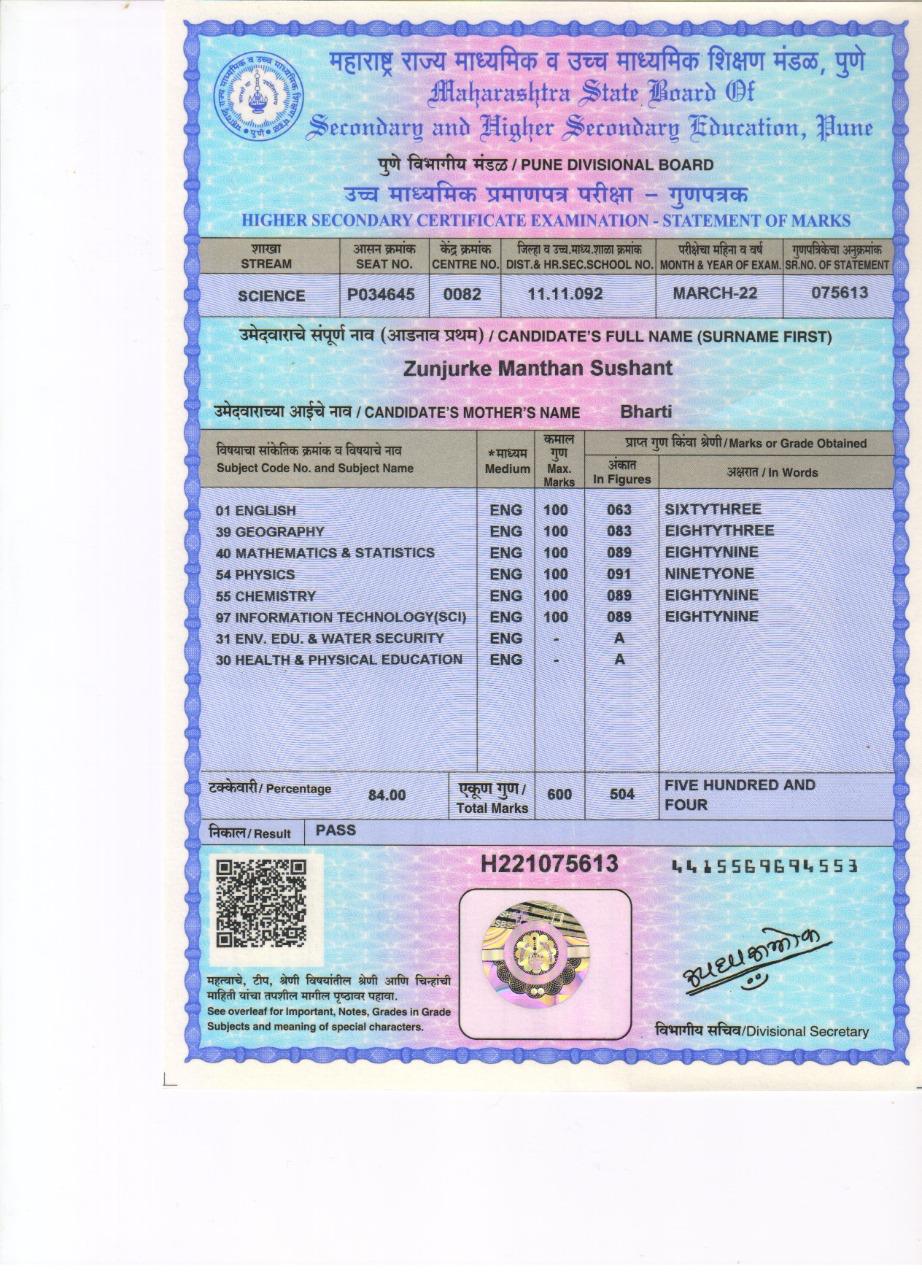 महाराष्ट्र राज्य माध्यमिक व उच्च माध्यमिक शिक्षण मंडळ, पुणे
Maharashtra State Board Of
Secondary and Higher Secondary Education, Pune
पुणे विभागीय मंडळ / PUNE DIVISIONAL BOARD
उच्च माध्यमिक प्रमाणपत्र परीक्षा – गुणपत्रक
HIGHER SECONDARY CERTIFICATE EXAMINATION - STATEMENT OF MARKS
शाखा आसन क्रमांक केंद्र क्रमांक जिल्हा व उच्च.माध्य.शाळा क्रमांक परीक्षेचा महिना व वर्ष गुणपत्रिकेचा अनुक्रमांक
STREAM SEAT NO. CENTRE NO. DIST.& HR.SEC.SCHOOL NO. MONTH & YEAR OF EXAM. SR.NO. OF STATEMENT
SCIENCE P034645 0082 11.11.092 MARCH-22 075613
उमेदवाराचे संपूर्ण नाव (आडनाव प्रथम) / CANDIDATE'S FULL NAME (SURNAME FIRST)
Zunjurke Manthan Sushant
उमेदवाराच्या आईचे नाव / CANDIDATE'S MOTHER'S NAME Bharti
विषयाचा सांकेतिक क्रमांक व विषयाचे नाव
Subject Code No. and Subject Name
*माध्यम
Medium
कमाल
गुण
Max.
Marks
प्राप्त गुण किंवा श्रेणी/Marks or Grade Obtained
अंकात
In Figures
अक्षरात / In Words
01 ENGLISH ENG 100 063 SIXTYTHREE
39 GEOGRAPHY ENG 100 083 EIGHTYTHREE
40 MATHEMATICS & STATISTICS ENG 100 089 EIGHTYNINE
54 PHYSICS ENG 100 091 NINETYONE
55 CHEMISTRY ENG 100 089 EIGHTYNINE
97 INFORMATION TECHNOLOGY(SCI) ENG 100 089 EIGHTYNINE
31 ENV. EDU. & WATER SECURITY ENG - A
30 HEALTH & PHYSICAL EDUCATION ENG - A
टक्केवारी/ Percentage 84.00
एकूण गुण/
Total Marks
600 504
FIVE HUNDRED AND
FOUR
निकाल/ Result PASS
H221075613
4415569694553
महत्वाचे, टीप, श्रेणी विषयांतील श्रेणी आणि चिन्हांची
माहिती यांचा तपशील मागील पृष्ठावर पहावा.
See overleaf for Important, Notes, Grades in Grade
Subjects and meaning of special characters.
विभागीय सचिव/Divisional Secretary